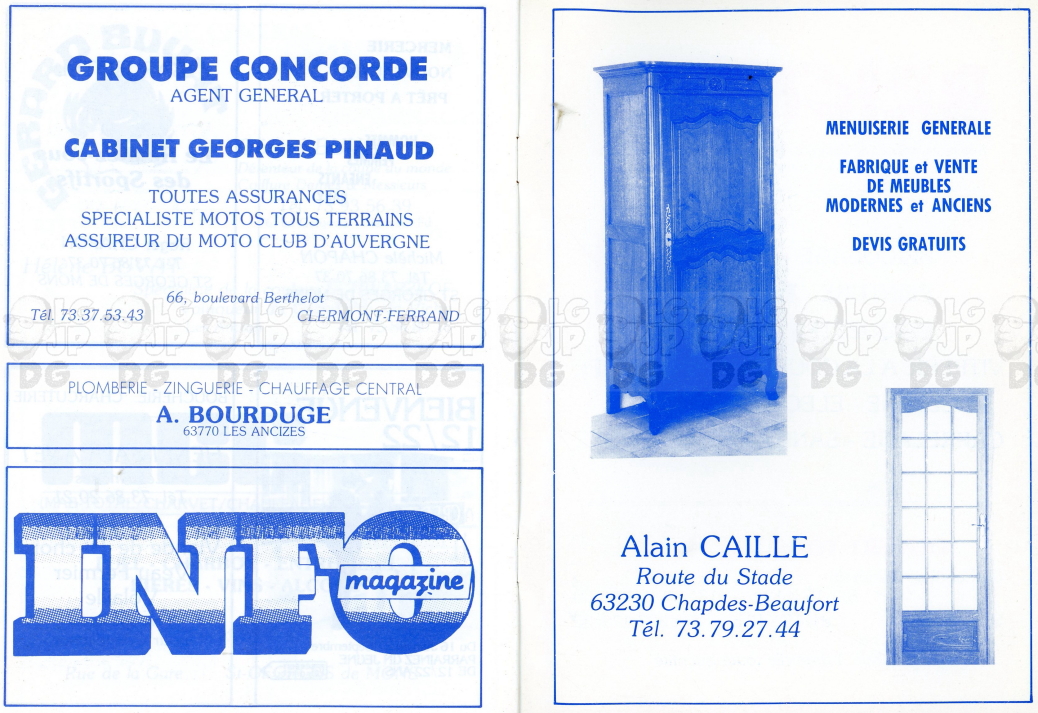 GROUPE CONCORDE
AGENT GENERAL
CABINET GEORGES PINAUD
TOUTES ASSURANCES
SPECIALISTE MOTOS TOUS TERRAINS
ASSUREUR DU MOTO CLUB D'AUVERGNE
66, boulevard Berthelot
Tél. 73.37.53.43 CLERMONT-FERRAND
PLOMBERIE - ZINGUERIE - CHAUFFAGE CENTRAL
A. BOURDUGE
63770 LES ANCIZES
INFO
magazine
MENUISERIE GENERALE
FABRIQUE et VENTE
DE MEUBLES
MODERNES et ANCIENS
DEVIS GRATUITS
Alain CAILLE
Route du Stade
63230 Chapdes-Beaufort
Tél. 73.79.27.44
LG JP DG